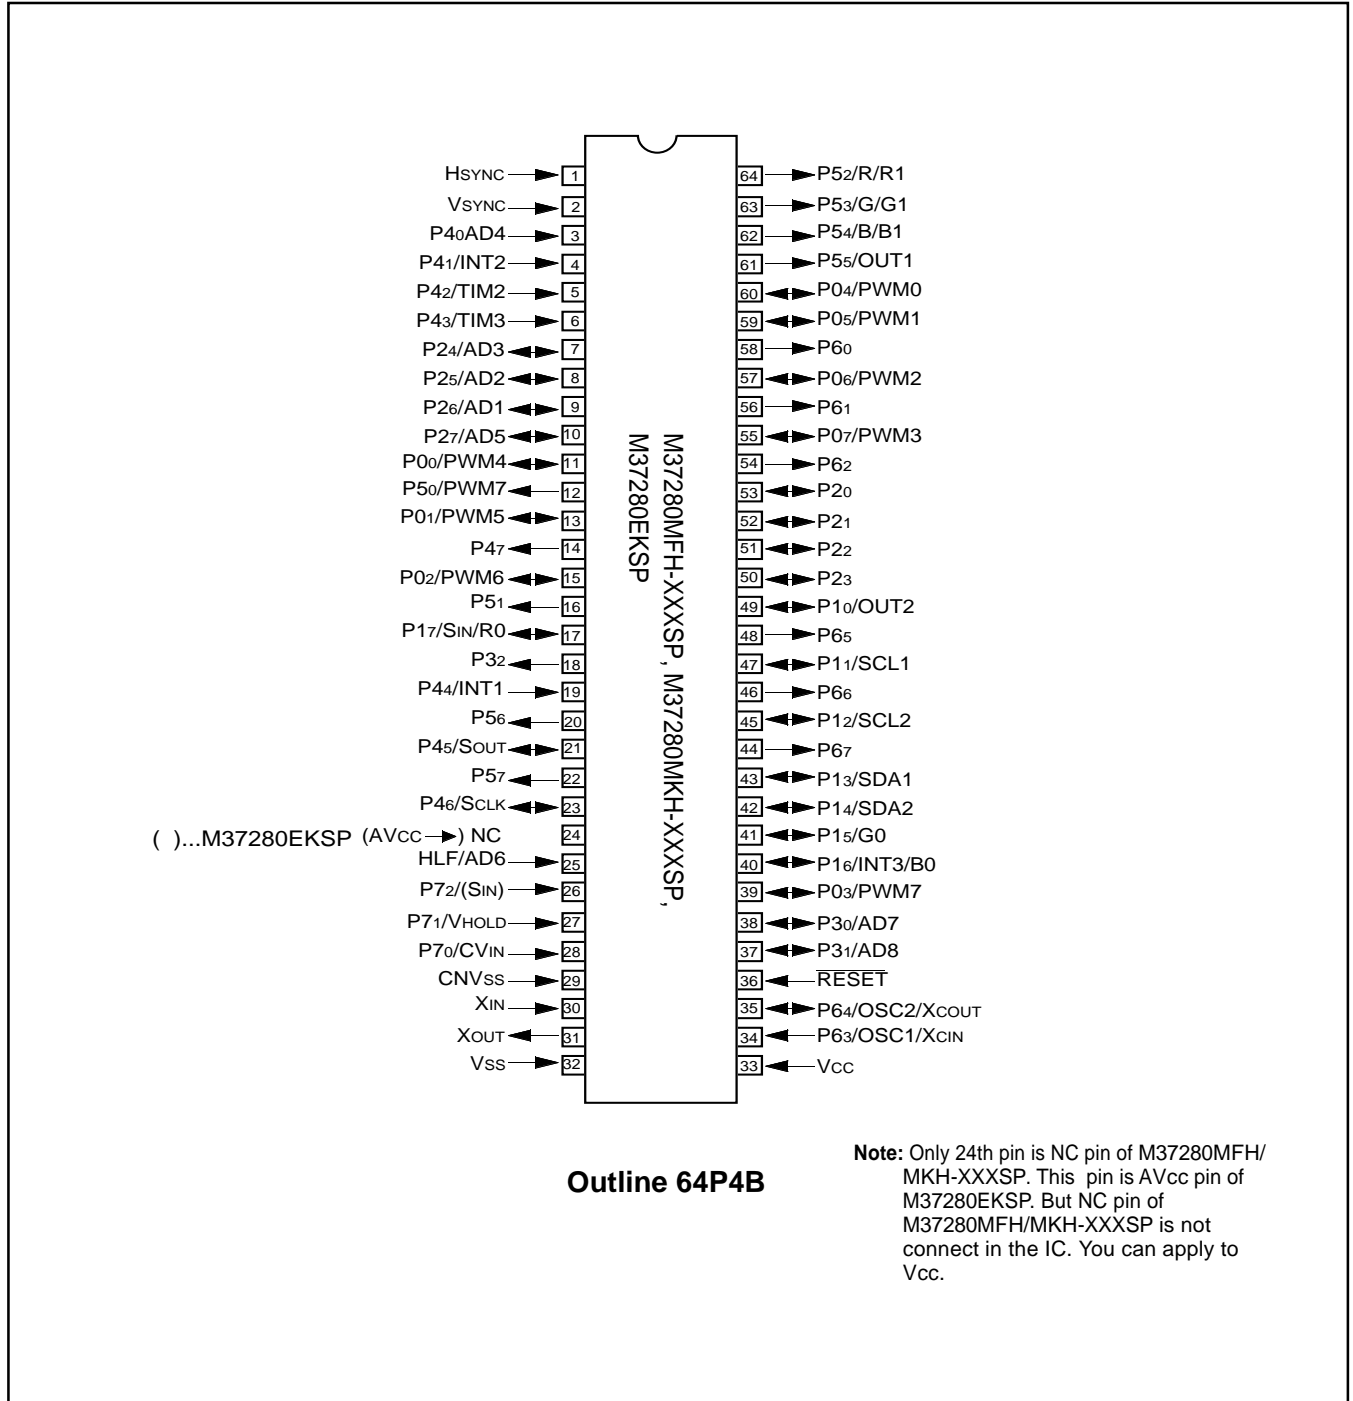 HSYNC 1
VSYNC 2
P40AD4 3
P41/INT2 4
P42/TIM2 5
P43/TIM3 6
P24/AD3 7
P25/AD2 8
P26/AD1 9
P27/AD5 10
P00/PWM4 11
P50/PWM7 12
P01/PWM5 13
P47 14
P02/PWM6 15
P51 16
P17/SIN/R0 17
P32 18
P44/INT1 19
P56 20
P45/SOUT 21
P57 22
P46/SCLK 23
( )...M37280EKSP (AVCC ) NC 24
HLF/AD6 25
P72/(SIN) 26
P71/VHOLD 27
P70/CVIN 28
CNVSS 29
XIN 30
XOUT 31
VSS 32
M37280MFH-XXXSP, M37280MKH-XXXSP,
M37280EKSP
64 P52/R/R1
63 P53/G/G1
62 P54/B/B1
61 P55/OUT1
60 P04/PWM0
59 P05/PWM1
58 P60
57 P06/PWM2
56 P61
55 P07/PWM3
54 P62
53 P20
52 P21
51 P22
50 P23
49 P10/OUT2
48 P65
47 P11/SCL1
46 P66
45 P12/SCL2
44 P67
43 P13/SDA1
42 P14/SDA2
41 P15/G0
40 P16/INT3/B0
39 P03/PWM7
38 P30/AD7
37 P31/AD8
36 RESET
35 P64/OSC2/XCOUT
34 P63/OSC1/XCIN
33 VCC
Outline 64P4B
Note: Only 24th pin is NC pin of M37280MFH/
MKH-XXXSP. This pin is AVcc pin of
M37280EKSP. But NC pin of
M37280MFH/MKH-XXXSP is not
connect in the IC. You can apply to
Vcc.